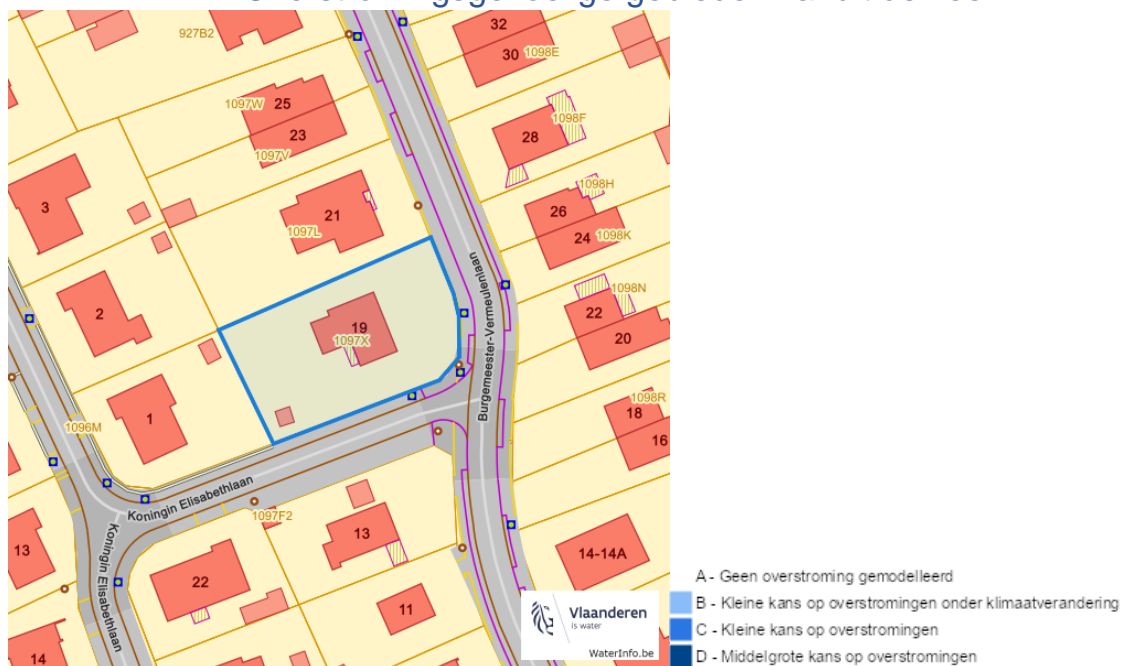 32
927B2
30
1098E
25
1097W
23
1097V
28
1098F
3
21
1097L
1098H
26
24
1098K
Burgemeester-Vermeulenlaan
1098N
22
20
2
19
1097X
1098R
18
16
1
1096M
Koningin Elisabethlaan
1097F2
13
13
14-14A
Koningin Elisabethlaan
22
11
14
Vlaanderen
is water
WaterInfo.be
A - Geen overstroming gemodelleerd
B - Kleine kans op overstromingen onder klimaatverandering
C - Kleine kans op overstromingen
D - Middelgrote kans op overstromingen